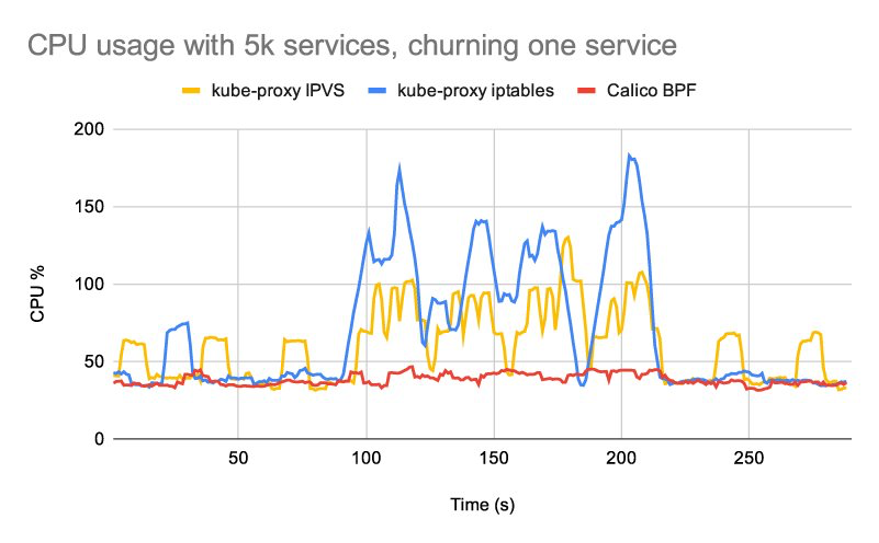 CPU usage with 5k services, churning one service
kube-proxy IPVS kube-proxy iptables Calico BPF
200
150
100
50
0
CPU %
50 100 150 200 250
Time (s)